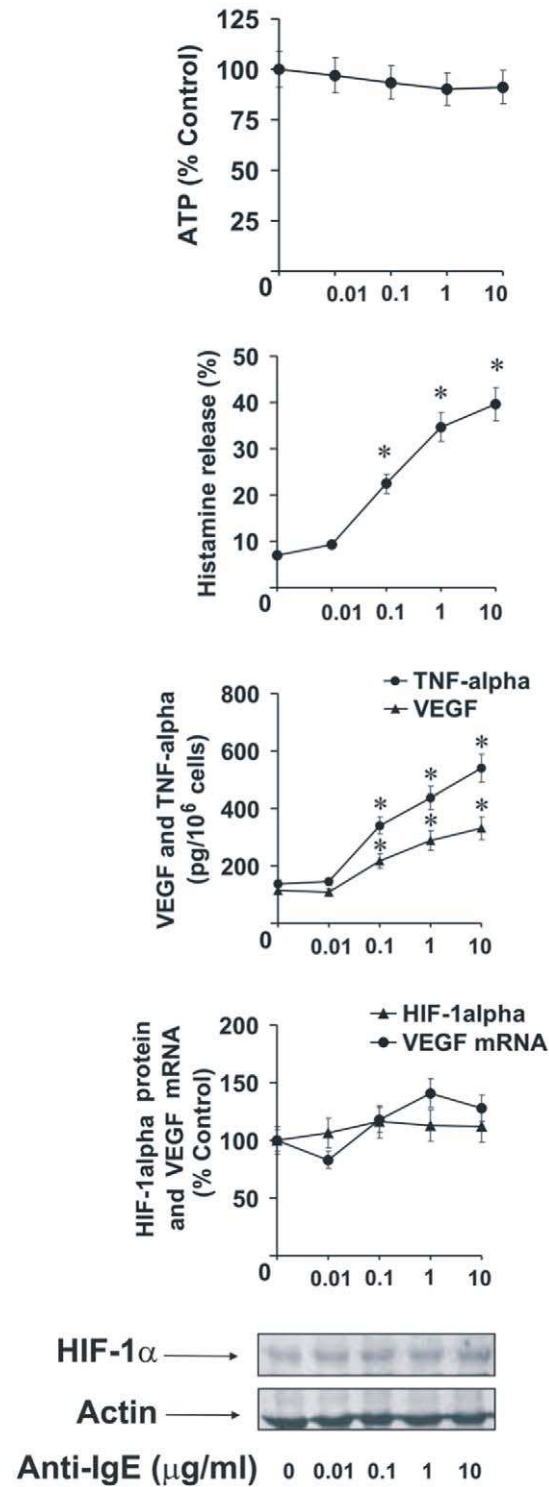 ATP (% Control)
125
100
75
50
25
0
0.01 0.1 1 10
Histamine release (%)
50
40
30
20
10
0
* * *
0.01 0.1 1 10
VEGF and TNF-alpha
(pg/10⁶ cells)
TNF-alpha
VEGF
800
600
400
200
0
* * *
* * *
0.01 0.1 1 10
HIF-1alpha protein
and VEGF mRNA
(% Control)
HIF-1alpha
VEGF mRNA
200
150
100
50
0
0.01 0.1 1 10
HIF-1α
Actin
Anti-IgE (μg/ml) 0 0.01 0.1 1 10